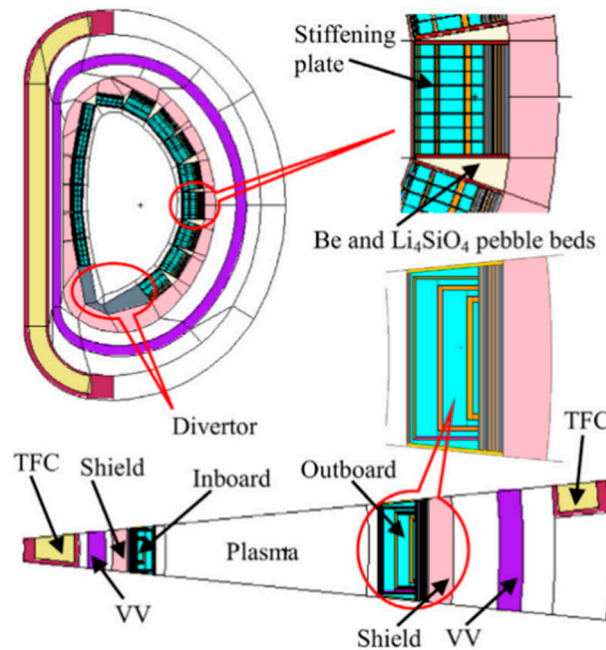 Stiffening
plate
Be and Li₄SiO₄ pebble beds
Divertor
TFC
Shield
Inboard
Outboard
TFC
Plasma
VV
Shield
VV